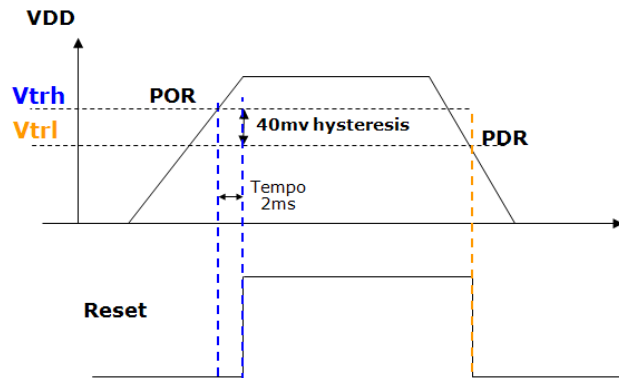 VDD
Vtrh
POR
40mv hysteresis
Vtrl
PDR
Tempo
2ms
Reset